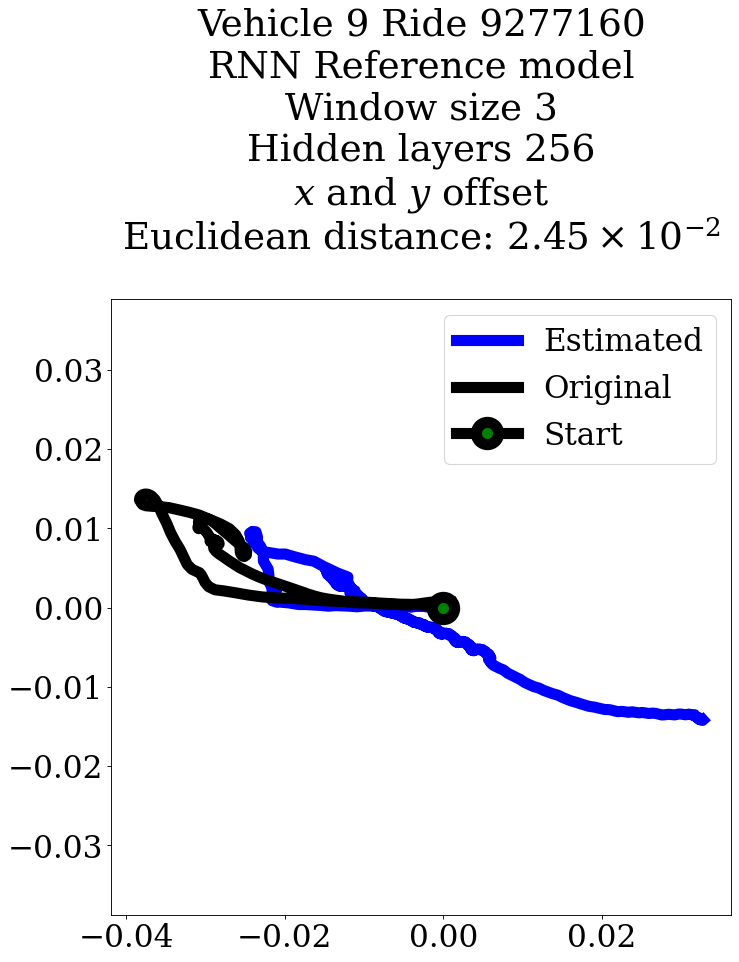 Vehicle 9 Ride 9277160
RNN Reference model
Window size 3
Hidden layers 256
x and y offset
Euclidean distance: 2.45 × 10⁻²
Estimated
Original
Start
0.03
0.02
0.01
0.00
−0.01
−0.02
−0.03
−0.04 −0.02 0.00 0.02